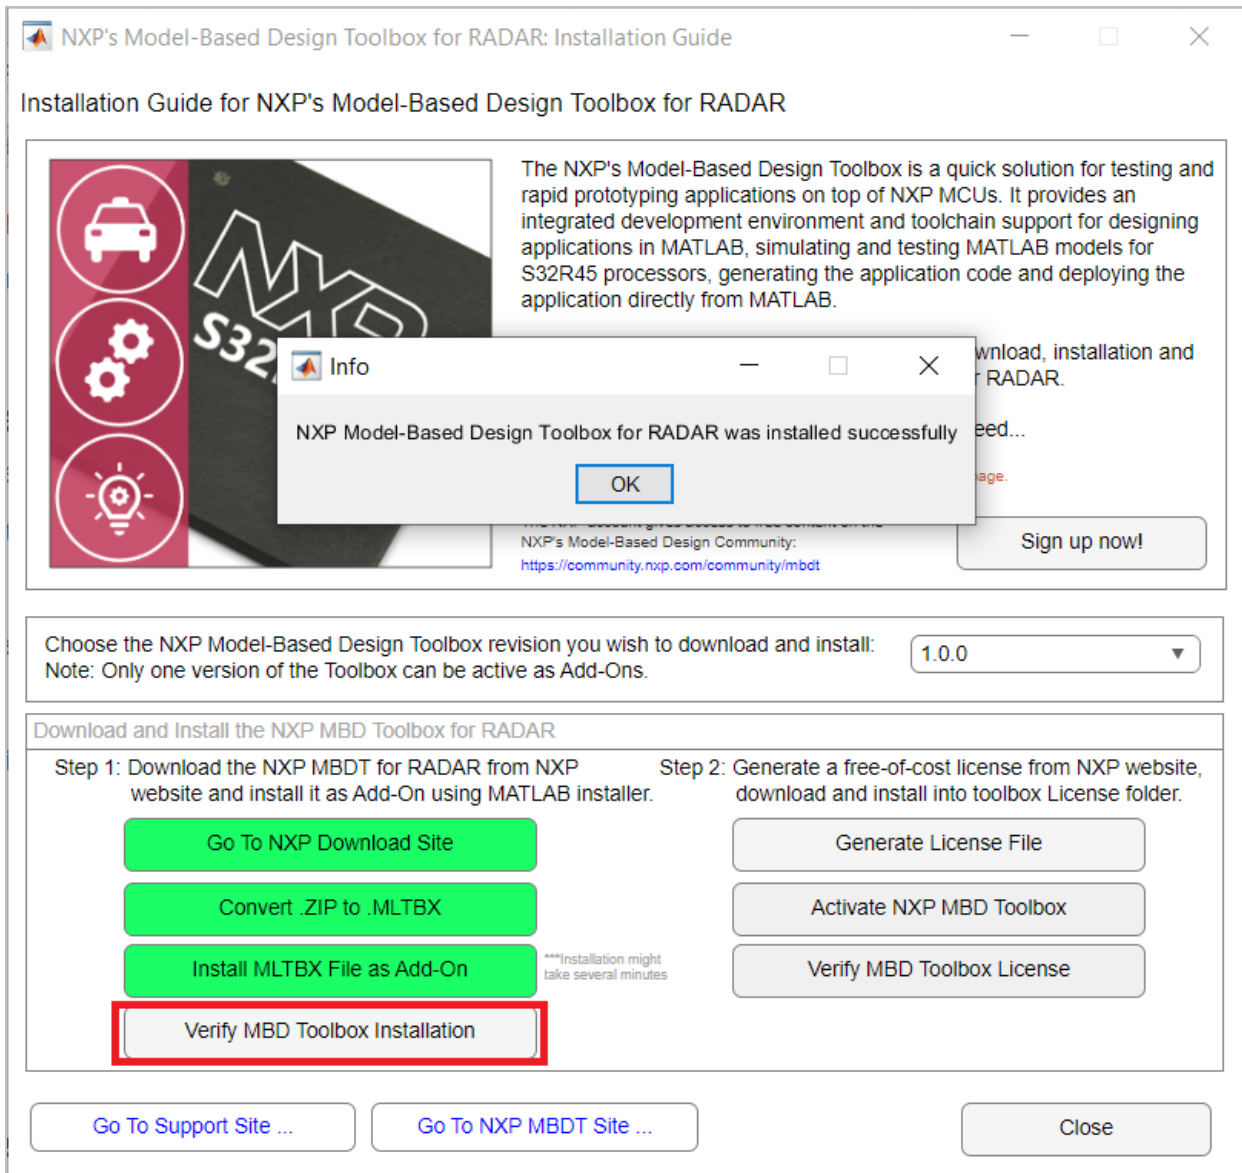 NXP's Model-Based Design Toolbox for RADAR: Installation Guide
Installation Guide for NXP's Model-Based Design Toolbox for RADAR
NXP
S32
The NXP's Model-Based Design Toolbox is a quick solution for testing and
rapid prototyping applications on top of NXP MCUs. It provides an
integrated development environment and toolchain support for designing
applications in MATLAB, simulating and testing MATLAB models for
S32R45 processors, generating the application code and deploying the
application directly from MATLAB.
installation and
RADAR.
Info
NXP Model-Based Design Toolbox for RADAR was installed successfully
OK
NXP's Model-Based Design Community:
https://community.nxp.com/community/mbdt
Sign up now!
Choose the NXP Model-Based Design Toolbox revision you wish to download and install:
Note: Only one version of the Toolbox can be active as Add-Ons.
1.0.0
Download and Install the NXP MBD Toolbox for RADAR
Step 1: Download the NXP MBDT for RADAR from NXP
website and install it as Add-On using MATLAB installer.
Go To NXP Download Site
Convert .ZIP to .MLTBX
Install MLTBX File as Add-On
***Installation might
take several minutes
Verify MBD Toolbox Installation
Step 2: Generate a free-of-cost license from NXP website,
download and install into toolbox License folder.
Generate License File
Activate NXP MBD Toolbox
Verify MBD Toolbox License
Go To Support Site ...
Go To NXP MBDT Site ...
Close